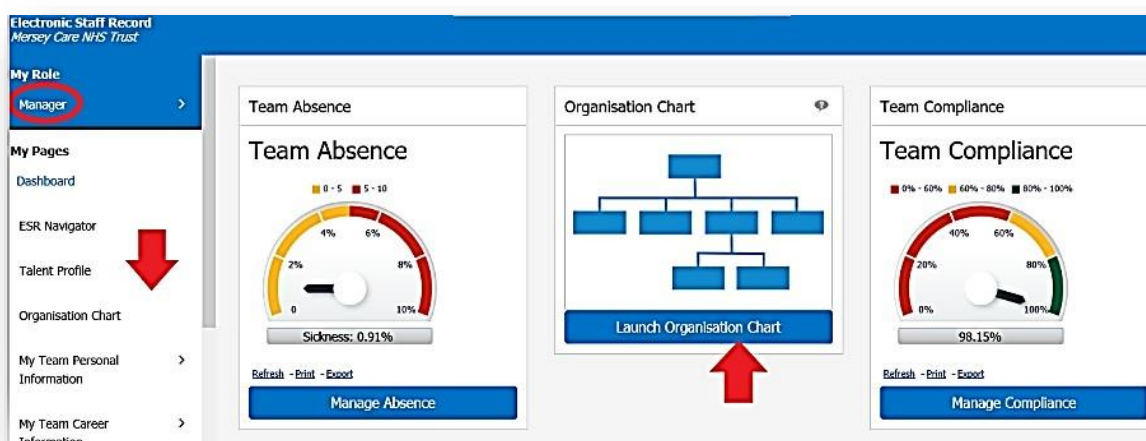 Electronic Staff Record
Mersey Care NHS Trust
My Role
Manager
My Pages
Dashboard
ESR Navigator
Talent Profile
Organisation Chart
My Team Personal
Information
My Team Career
Information
Team Absence
Team Absence
0 - 5 5 - 10
4% 6%
2% 8%
0 10%
Sickness: 0.91%
Refresh - Print - Export
Manage Absence
Organisation Chart
Launch Organisation Chart
Team Compliance
Team Compliance
0% - 60% 60% - 80% 80% - 100%
40% 60%
20% 80%
0% 100%
98.15%
Refresh - Print - Export
Manage Compliance